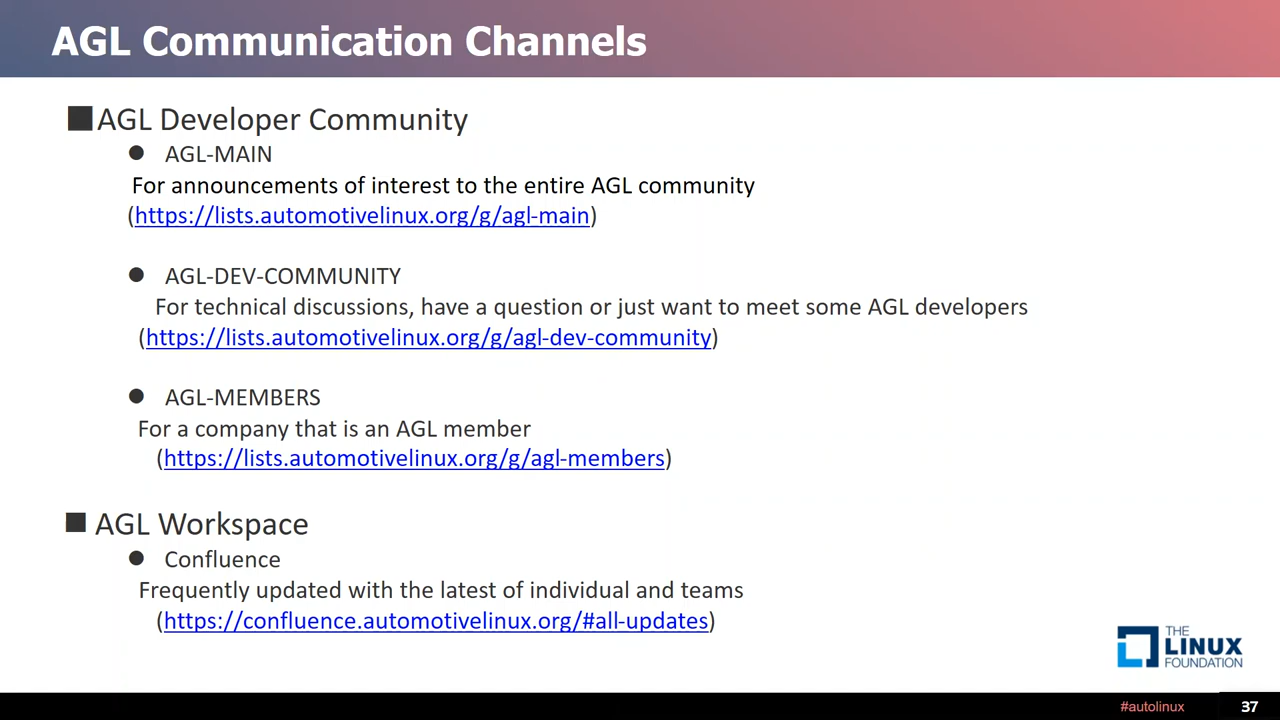 AGL Communication Channels
AGL Developer Community
AGL-MAIN
For announcements of interest to the entire AGL community
(https://lists.automotivelinux.org/g/agl-main)
AGL-DEV-COMMUNITY
For technical discussions, have a question or just want to meet some AGL developers
(https://lists.automotivelinux.org/g/agl-dev-community)
AGL-MEMBERS
For a company that is an AGL member
(https://lists.automotivelinux.org/g/agl-members)
AGL Workspace
Confluence
Frequently updated with the latest of individual and teams
(https://confluence.automotivelinux.org/#all-updates)
THE
LINUX
FOUNDATION
#autolinux
37